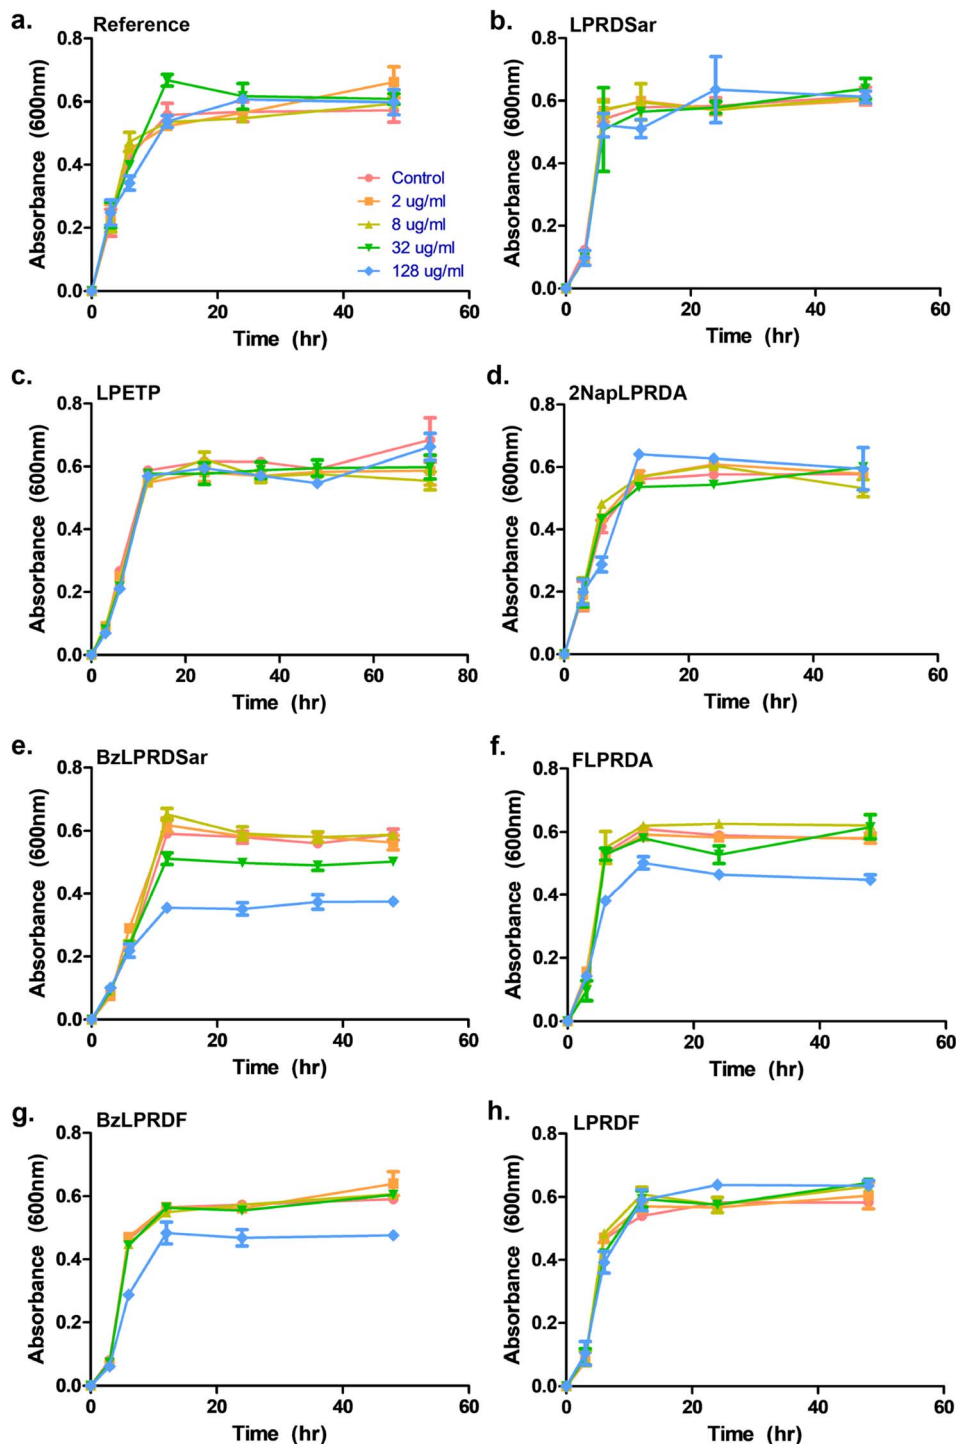 a. Reference
0.8
0.6
0.4
0.2
0.0
Absorbance (600nm)
Control
2 ug/ml
8 ug/ml
32 ug/ml
128 ug/ml
0 20 40 60
Time (hr)
b. LPRDSar
0.8
0.6
0.4
0.2
0.0
Absorbance (600nm)
0 20 40 60
Time (hr)
c. LPETP
0.8
0.6
0.4
0.2
0.0
Absorbance (600nm)
0 20 40 60 80
Time (hr)
d. 2NapLPRDA
0.8
0.6
0.4
0.2
0.0
Absorbance (600nm)
0 20 40 60
Time (hr)
e. BzLPRDSar
0.8
0.6
0.4
0.2
0.0
Absorbance (600nm)
0 20 40 60
Time (hr)
f. FLPRDA
0.8
0.6
0.4
0.2
0.0
Absorbance (600nm)
0 20 40 60
Time (hr)
g. BzLPRDF
0.8
0.6
0.4
0.2
0.0
Absorbance (600nm)
0 20 40 60
Time (hr)
h. LPRDF
0.8
0.6
0.4
0.2
0.0
Absorbance (600nm)
0 20 40 60
Time (hr)